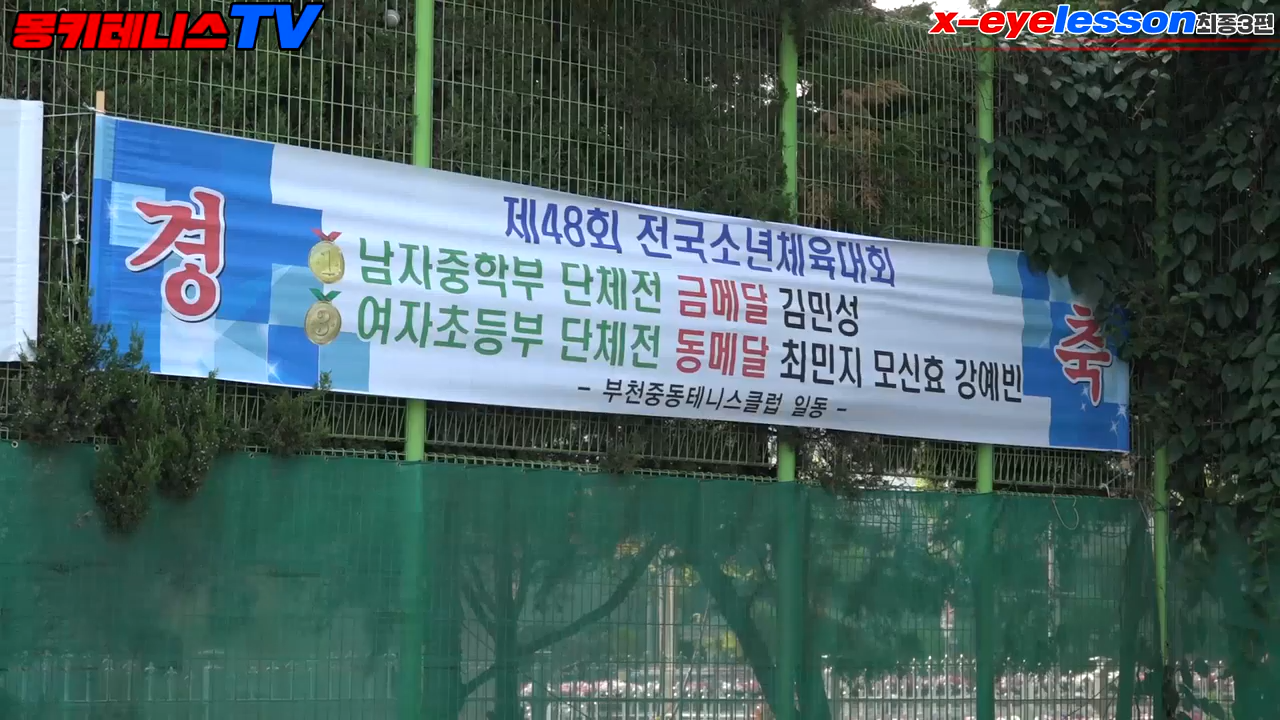 몽키테니스TV
x-eyelesson최종3편
경
제48회 전국소년체육대회
1 남자중학부 단체전 금메달 김민성
3 여자초등부 단체전 동메달 최민지 모신효 강예빈
- 부천중동테니스클럽 일동 -
축